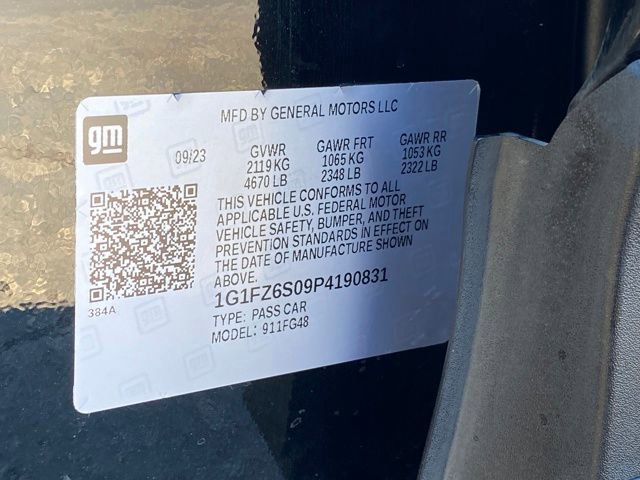 MFD BY GENERAL MOTORS LLC
gm
09/23 GVWR GAWR FRT GAWR RR
2119 KG 1065 KG 1053 KG
4670 LB 2348 LB 2322 LB
THIS VEHICLE CONFORMS TO ALL
APPLICABLE U.S. FEDERAL MOTOR
VEHICLE SAFETY, BUMPER, AND THEFT
PREVENTION STANDARDS IN EFFECT ON
THE DATE OF MANUFACTURE SHOWN
ABOVE.
384A
1G1FZ6S09P4190831
TYPE: PASS CAR
MODEL: 911FG48